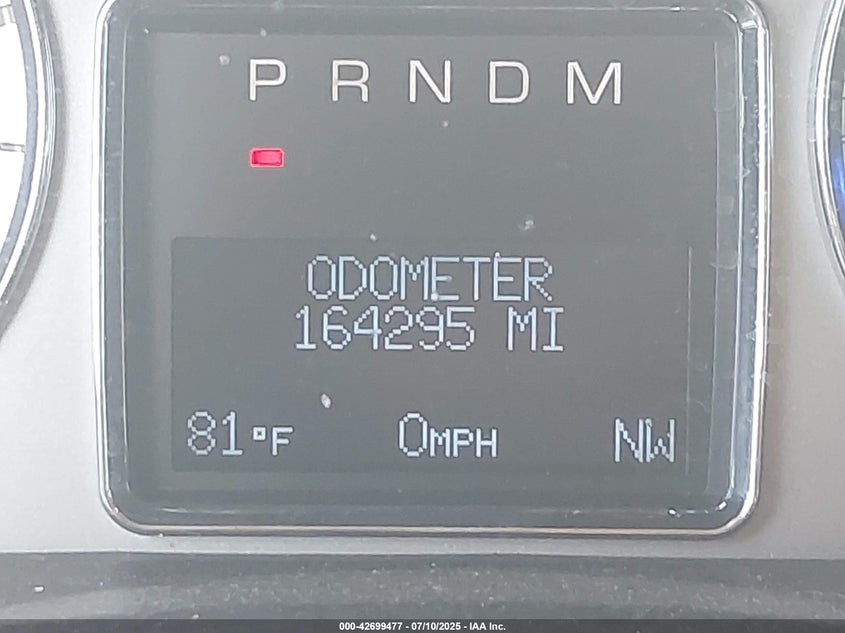 P R N D M
ODOMETER
164295 MI
81°F 0MPH NW
000-42699477 - 07/10/2025 - IAA Inc.